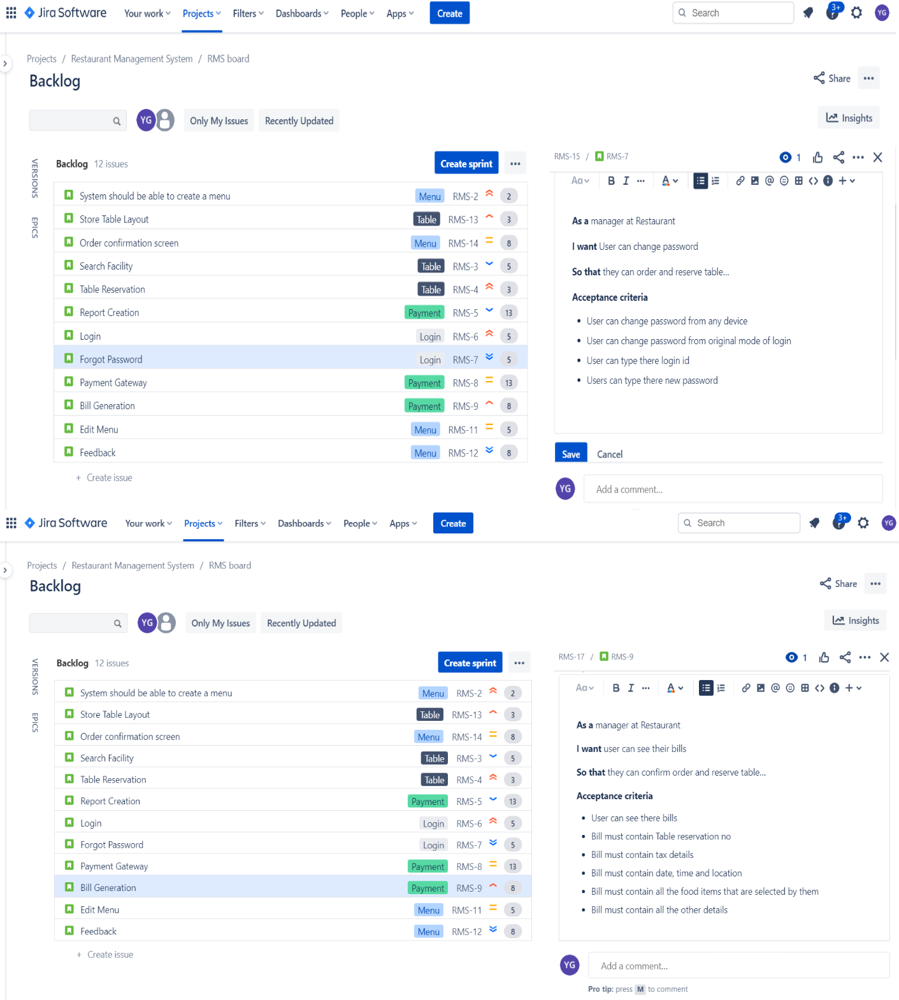 Jira Software Your work Projects Filters Dashboards People Apps Create Search 3+ YG
Projects / Restaurant Management System / RMS board
Backlog
Share
YG Only My Issues Recently Updated
Insights
VERSIONS
EPICS
Backlog 12 issues Create sprint
System should be able to create a menu Menu RMS-2 2
Store Table Layout Table RMS-13 3
Order confirmation screen Menu RMS-14 8
Search Facility Table RMS-3 5
Table Reservation Table RMS-4 3
Report Creation Payment RMS-5 13
Login Login RMS-6 5
Forgot Password Login RMS-7 5
Payment Gateway Payment RMS-8 13
Bill Generation Payment RMS-9 8
Edit Menu Menu RMS-11 5
Feedback Menu RMS-12 8
+ Create issue
RMS-15 / RMS-7 1
Aa B I ... A
As a manager at Restaurant
I want User can change password
So that they can order and reserve table...
Acceptance criteria
• User can change password from any device
• User can change password from original mode of login
• User can type there login id
• Users can type there new password
Save Cancel
YG Add a comment...
Jira Software Your work Projects Filters Dashboards People Apps Create Search 3+ YG
Projects / Restaurant Management System / RMS board
Backlog
Share
YG Only My Issues Recently Updated
Insights
VERSIONS
EPICS
Backlog 12 issues Create sprint
System should be able to create a menu Menu RMS-2 2
Store Table Layout Table RMS-13 3
Order confirmation screen Menu RMS-14 8
Search Facility Table RMS-3 5
Table Reservation Table RMS-4 3
Report Creation Payment RMS-5 13
Login Login RMS-6 5
Forgot Password Login RMS-7 5
Payment Gateway Payment RMS-8 13
Bill Generation Payment RMS-9 8
Edit Menu Menu RMS-11 5
Feedback Menu RMS-12 8
+ Create issue
RMS-17 / RMS-9 1
Aa B I ... A
As a manager at Restaurant
I want user can see their bills
So that they can confirm order and reserve table...
Acceptance criteria
• User can see there bills
• Bill must contain Table reservation no
• Bill must contain tax details
• Bill must contain date, time and location
• Bill must contain all the food items that are selected by them
• Bill must contain all the other details
YG Add a comment...
Pro tip: press M to comment